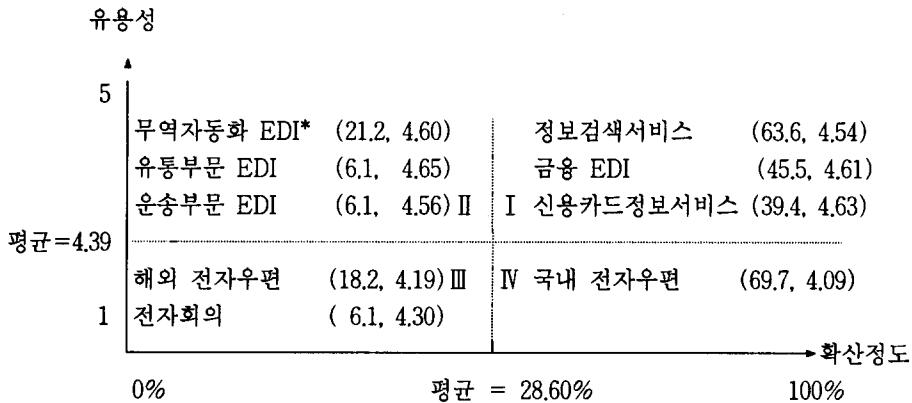 유용성
5
무역자동화 EDI* (21.2, 4.60) 정보검색서비스 (63.6, 4.54)
유통부문 EDI (6.1, 4.65) 금융 EDI (45.5, 4.61)
운송부문 EDI (6.1, 4.56) Ⅱ Ⅰ 신용카드정보서비스 (39.4, 4.63)
평균=4.39
해외 전자우편 (18.2, 4.19) Ⅲ Ⅳ 국내 전자우편 (69.7, 4.09)
1 전자회의 ( 6.1, 4.30)
확산정도
0% 평균 = 28.60% 100%